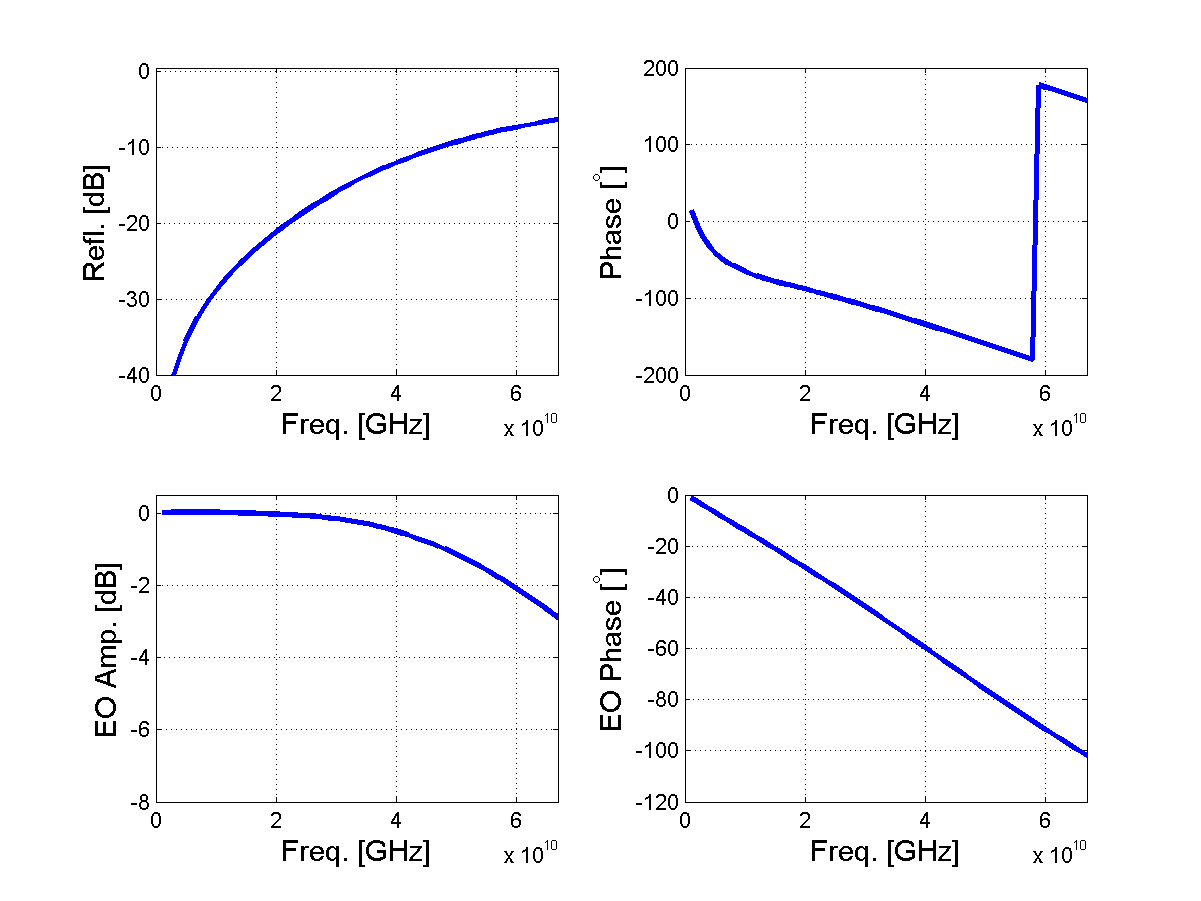 Refl. [dB]
0
-10
-20
-30
-40
0 2 4 6
Freq. [GHz] x 10^10
Phase [°]
200
100
0
-100
-200
0 2 4 6
Freq. [GHz] x 10^10
EO Amp. [dB]
0
-2
-4
-6
-8
0 2 4 6
Freq. [GHz] x 10^10
EO Phase [°]
0
-20
-40
-60
-80
-100
-120
0 2 4 6
Freq. [GHz] x 10^10